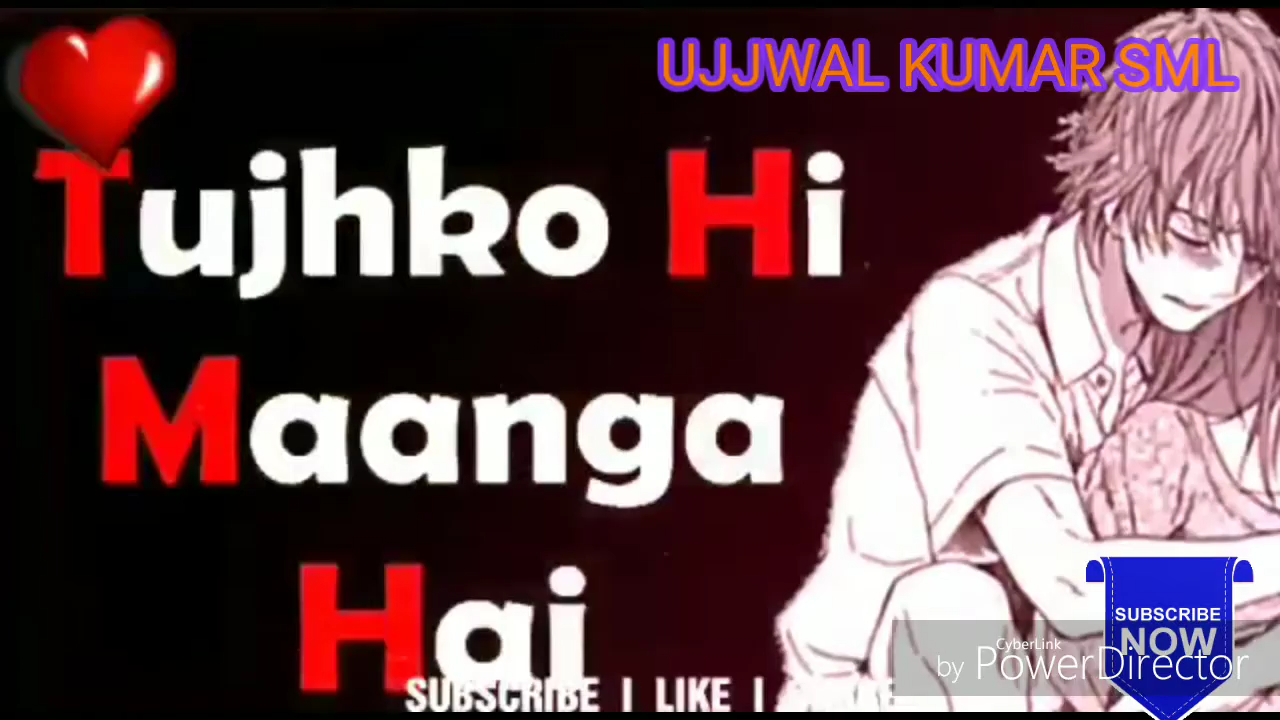 UJJWAL KUMAR SML
Tujhko Hi
Maanga
Hai
SUBSCRIBE
NOW
CyberLink
by PowerDirector
SUBSCRIBE | LIKE |